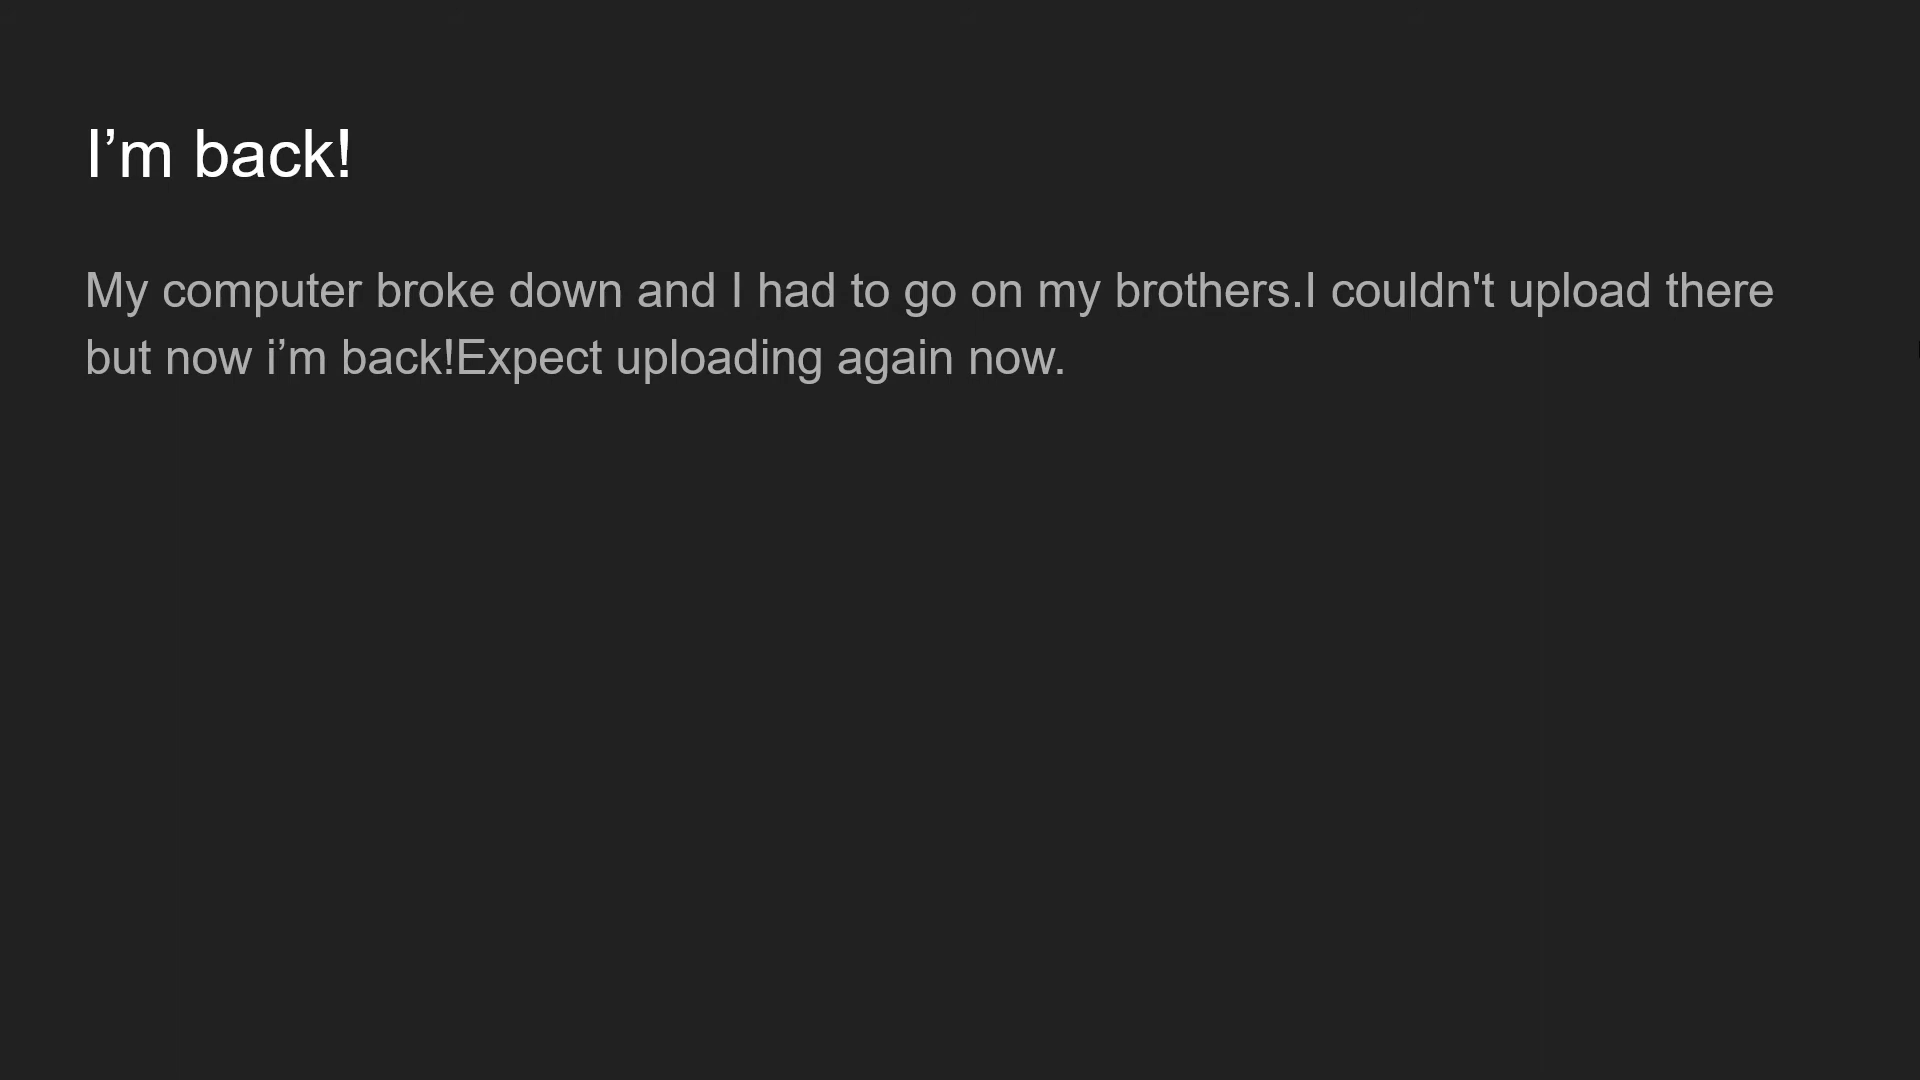 I’m back!
My computer broke down and I had to go on my brothers.I couldn't upload there
but now i’m back!Expect uploading again now.